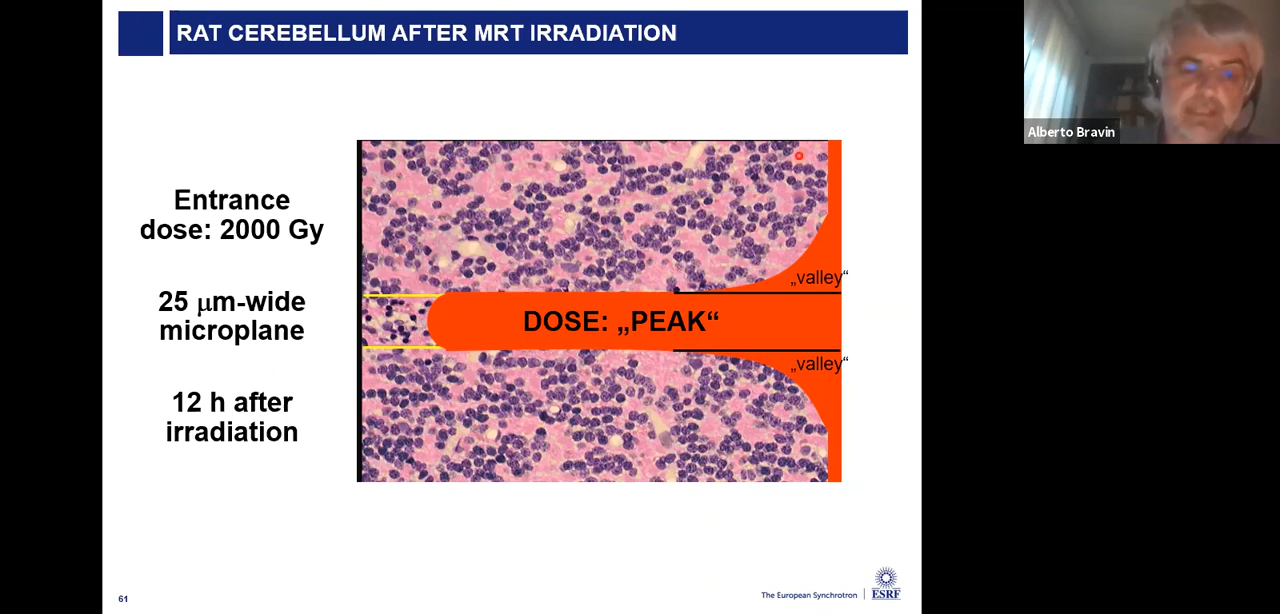 RAT CEREBELLUM AFTER MRT IRRADIATION
Alberto Bravin
Entrance
dose: 2000 Gy
25 μm-wide
microplane
12 h after
irradiation
„valley“
DOSE: „PEAK“
„valley“
61
The European Synchrotron
ESRF